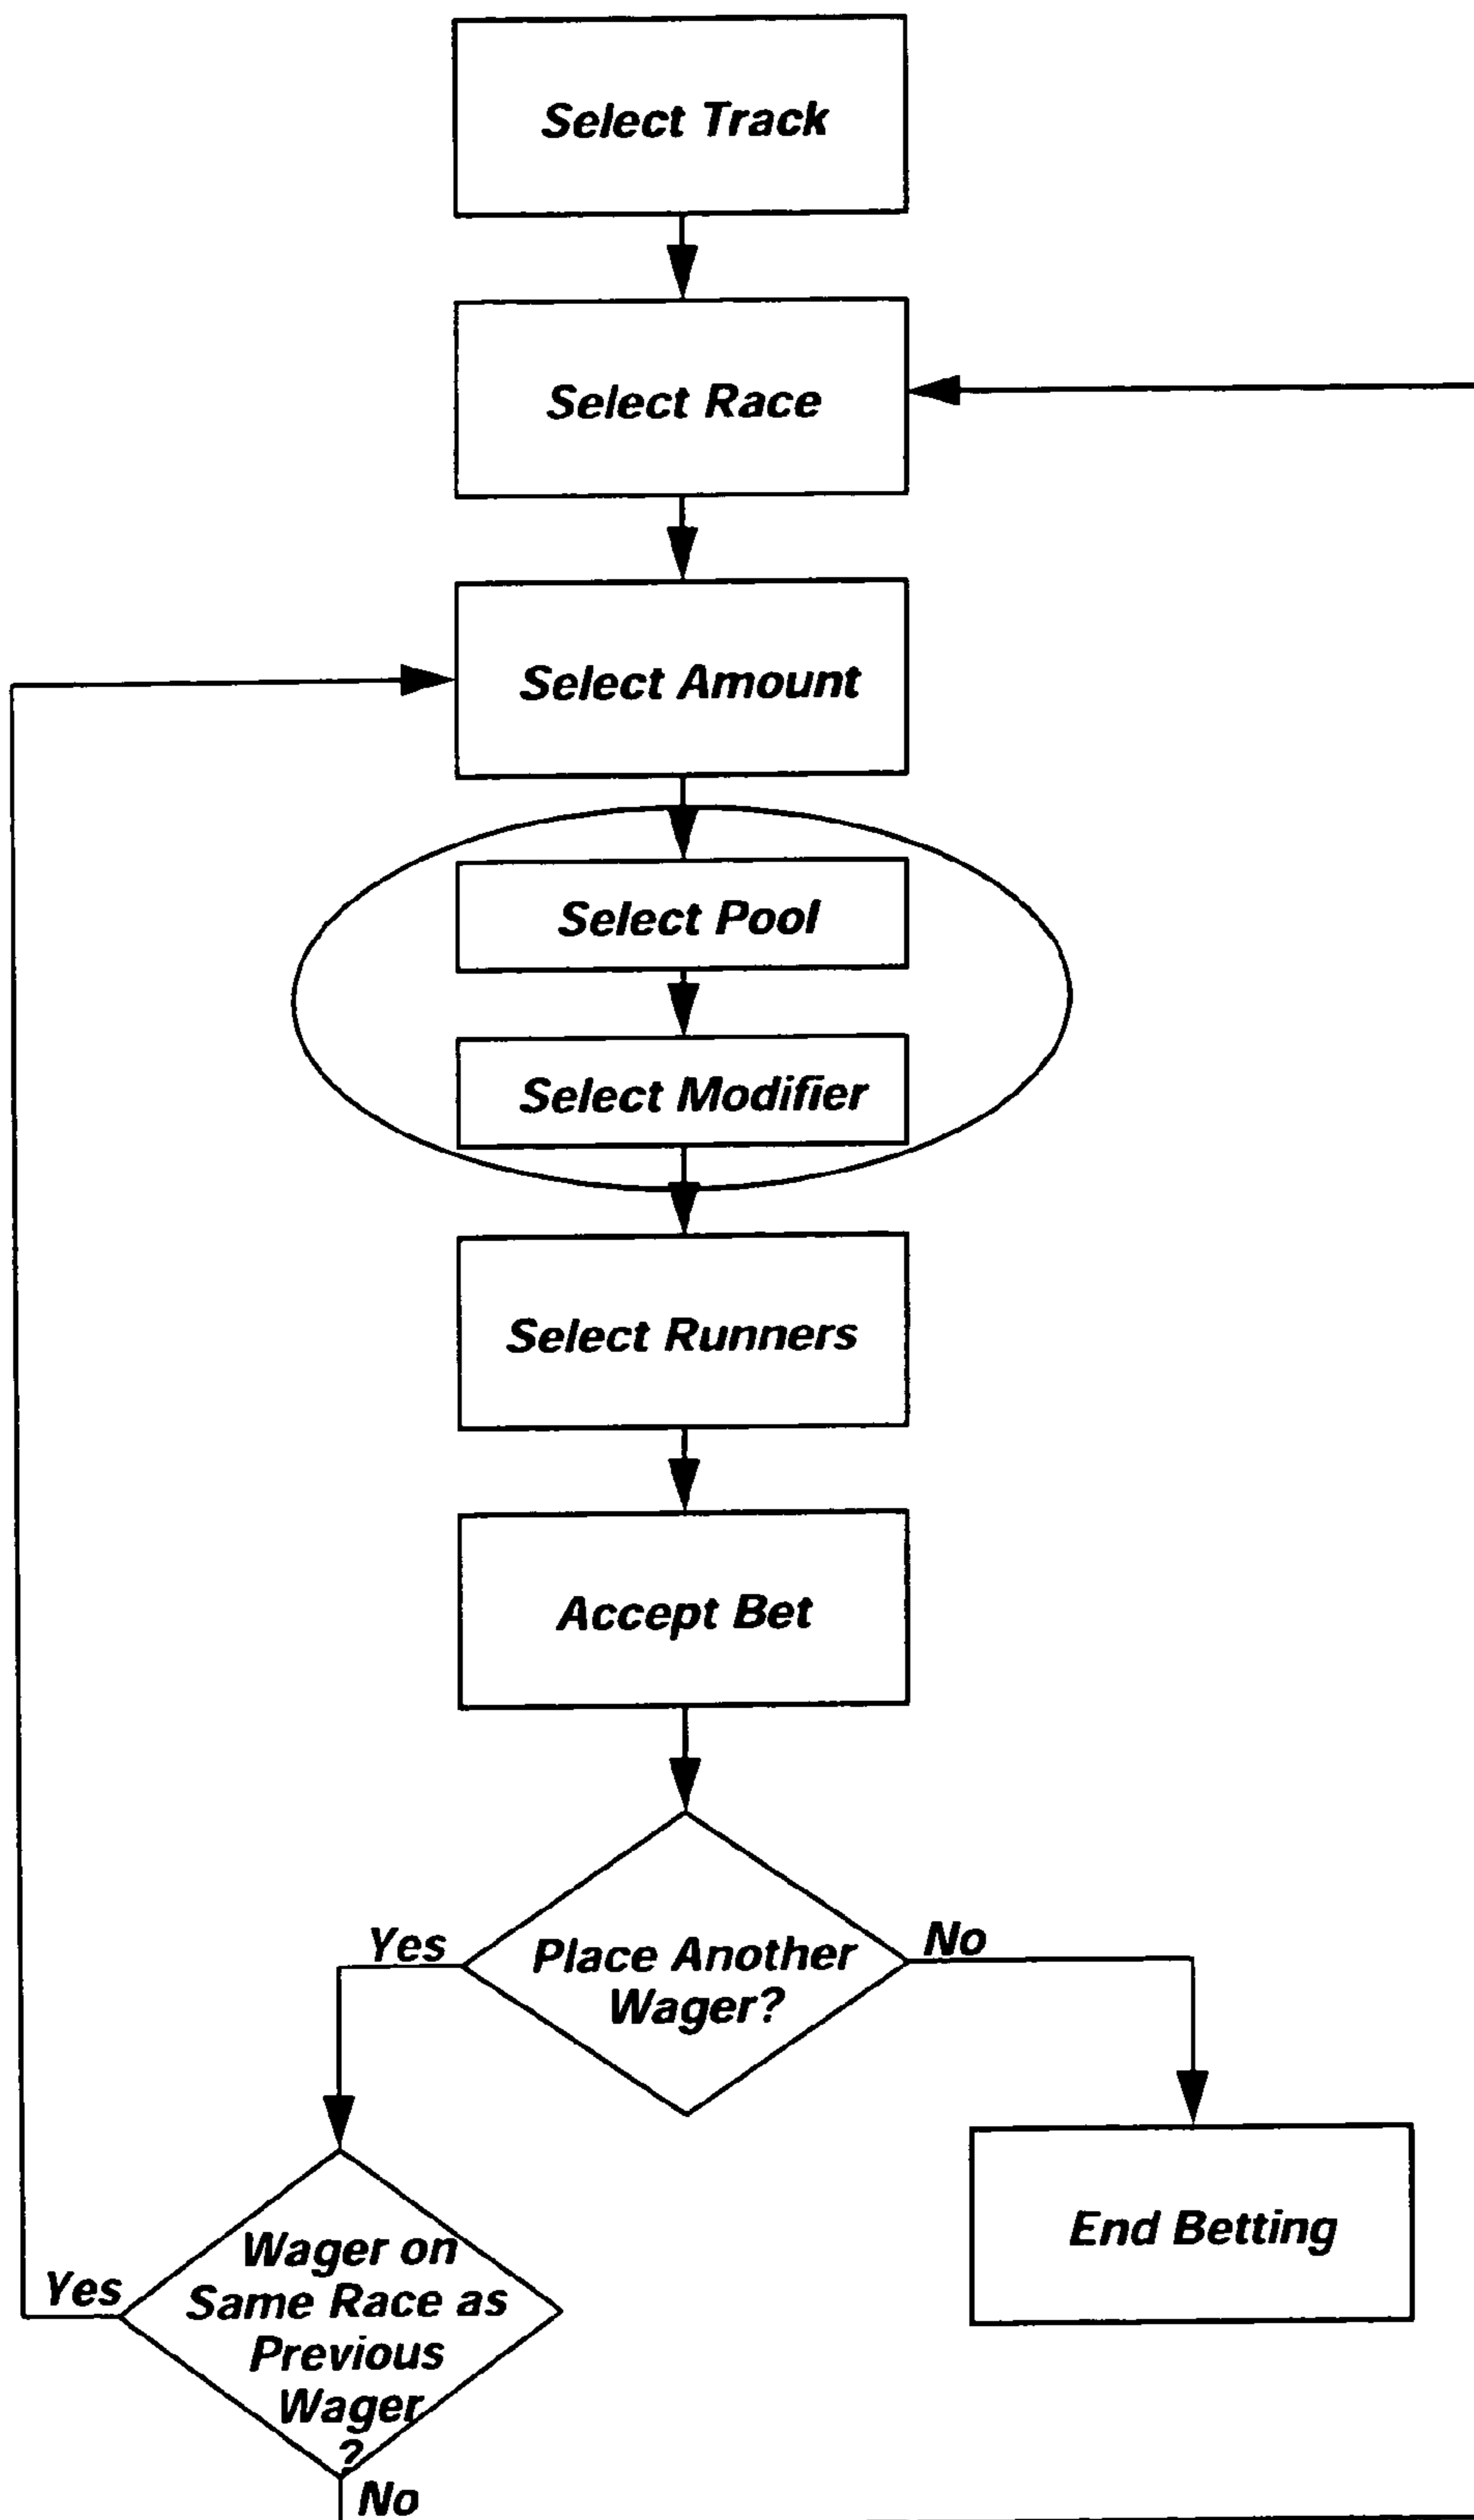 Select Track
Select Race
Select Amount
Select Pool
Select Modifier
Select Runners
Accept Bet
Yes
Place Another
Wager?
No
End Betting
Yes
Wager on
Same Race as
Previous
Wager
?
No